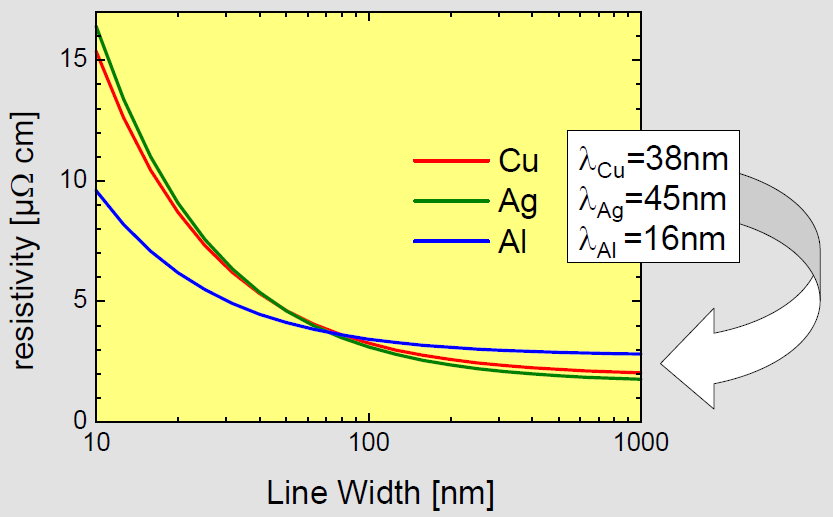 15
10
5
0
10
100
1000
resistivity [μΩ cm]
Line Width [nm]
Cu
Ag
Al
λCu=38nm
λAg=45nm
λAl =16nm